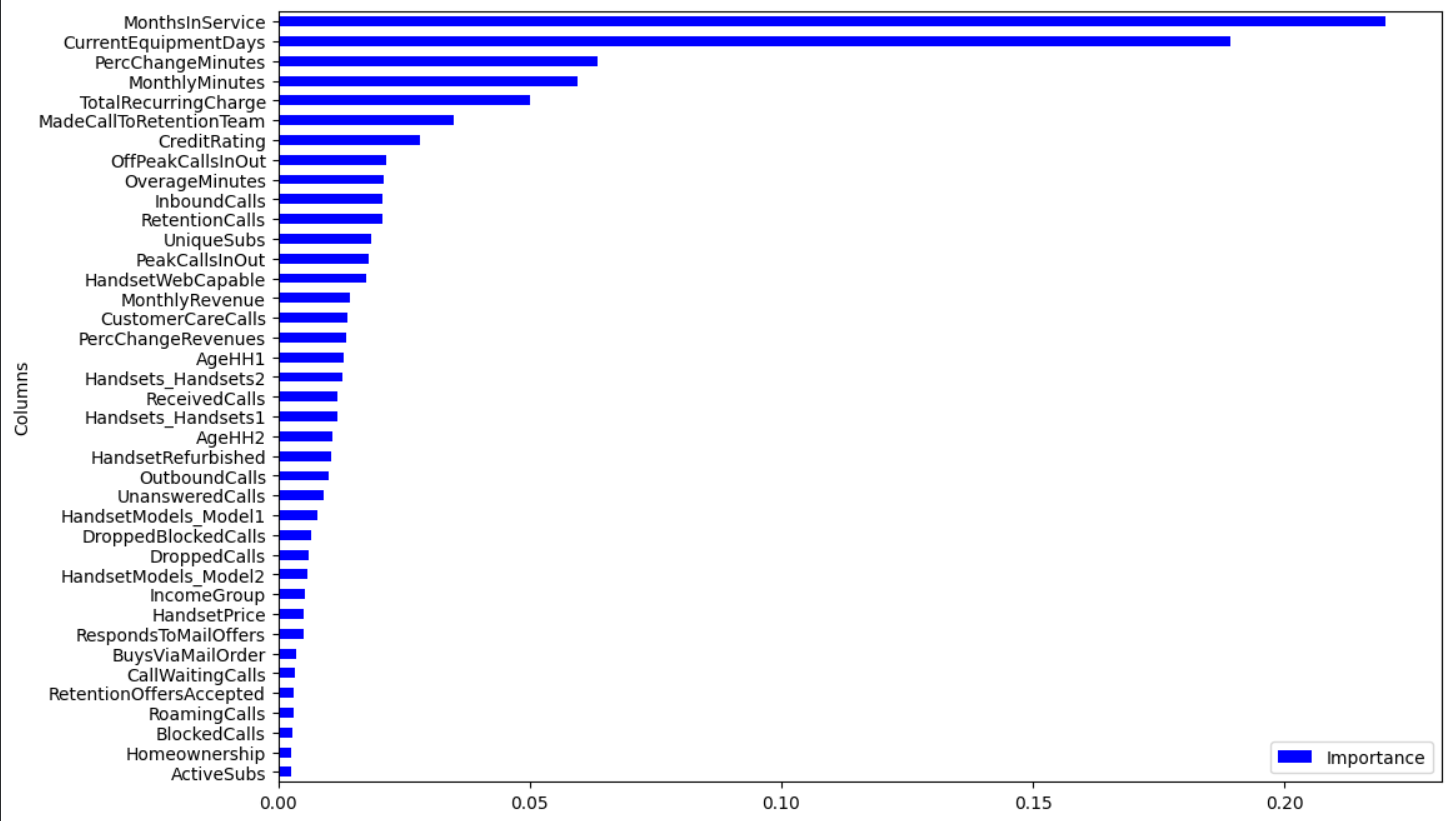 MonthsInService
CurrentEquipmentDays
PercChangeMinutes
MonthlyMinutes
TotalRecurringCharge
MadeCallToRetentionTeam
CreditRating
OffPeakCallsInOut
OverageMinutes
InboundCalls
RetentionCalls
UniqueSubs
PeakCallsInOut
HandsetWebCapable
MonthlyRevenue
CustomerCareCalls
PercChangeRevenues
AgeHH1
Handsets_Handsets2
ReceivedCalls
Handsets_Handsets1
AgeHH2
HandsetRefurbished
OutboundCalls
UnansweredCalls
HandsetModels_Model1
DroppedBlockedCalls
DroppedCalls
HandsetModels_Model2
IncomeGroup
HandsetPrice
RespondsToMailOffers
BuysViaMailOrder
CallWaitingCalls
RetentionOffersAccepted
RoamingCalls
BlockedCalls
Homeownership
ActiveSubs
Columns
Importance
0.00 0.05 0.10 0.15 0.20